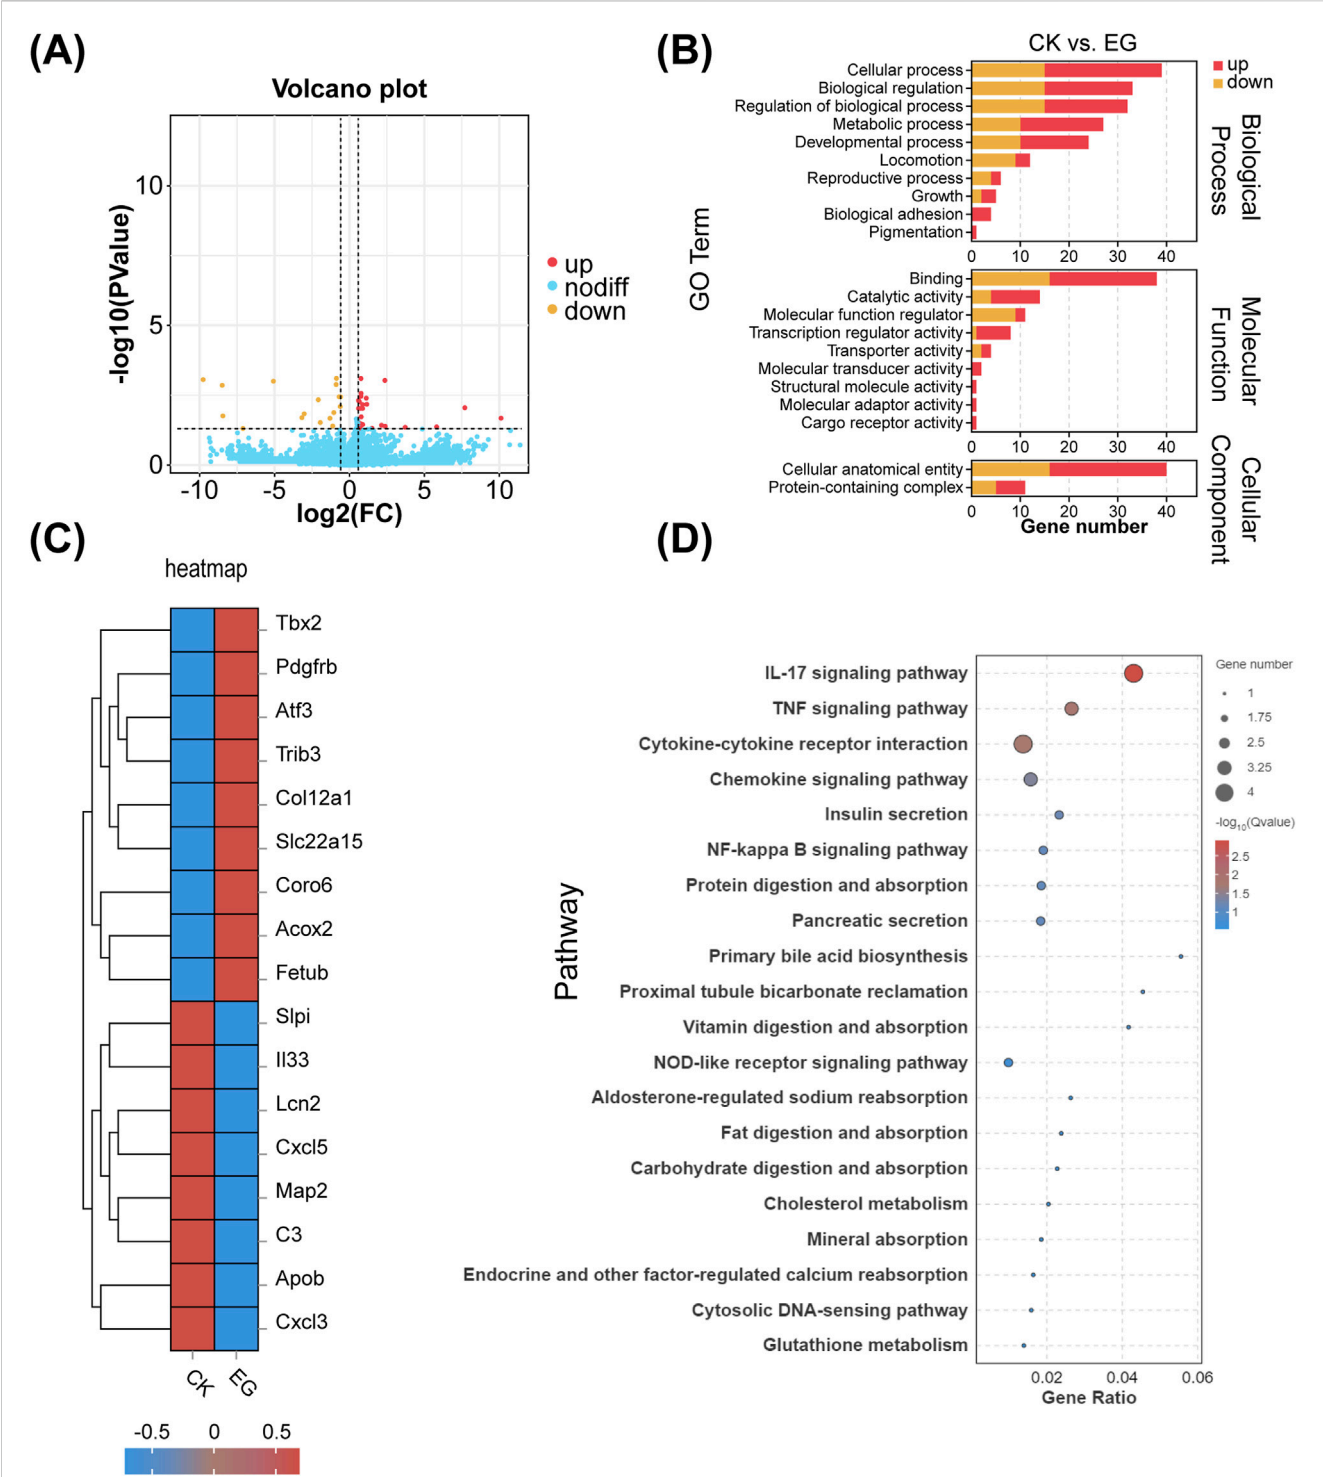 (A)
Volcano plot
-log10(PValue)
10
5
0
-10 -5 0 5 10
log2(FC)
up
nodiff
down
(B)
CK vs. EG
up
down
GO Term
Cellular process
Biological regulation
Regulation of biological process
Metabolic process
Developmental process
Locomotion
Reproductive process
Growth
Biological adhesion
Pigmentation
0 10 20 30 40
Biological
Process
Binding
Catalytic activity
Molecular function regulator
Transcription regulator activity
Transporter activity
Molecular transducer activity
Structural molecule activity
Molecular adaptor activity
Cargo receptor activity
0 10 20 30 40
Molecular
Function
Cellular anatomical entity
Protein-containing complex
0 10 20 30 40
Gene number
Cellular
Component
(C)
heatmap
Tbx2
Pdgfrb
Atf3
Trib3
Col12a1
Slc22a15
Coro6
Acox2
Fetub
Slpi
Il33
Lcn2
Cxcl5
Map2
C3
Apob
Cxcl3
CK EG
-0.5 0 0.5
(D)
Pathway
IL-17 signaling pathway
TNF signaling pathway
Cytokine-cytokine receptor interaction
Chemokine signaling pathway
Insulin secretion
NF-kappa B signaling pathway
Protein digestion and absorption
Pancreatic secretion
Primary bile acid biosynthesis
Proximal tubule bicarbonate reclamation
Vitamin digestion and absorption
NOD-like receptor signaling pathway
Aldosterone-regulated sodium reabsorption
Fat digestion and absorption
Carbohydrate digestion and absorption
Cholesterol metabolism
Mineral absorption
Endocrine and other factor-regulated calcium reabsorption
Cytosolic DNA-sensing pathway
Glutathione metabolism
0.02 0.04 0.06
Gene Ratio
Gene number
1
1.75
2.5
3.25
4
-log10(Qvalue)
2.5
2
1.5
1